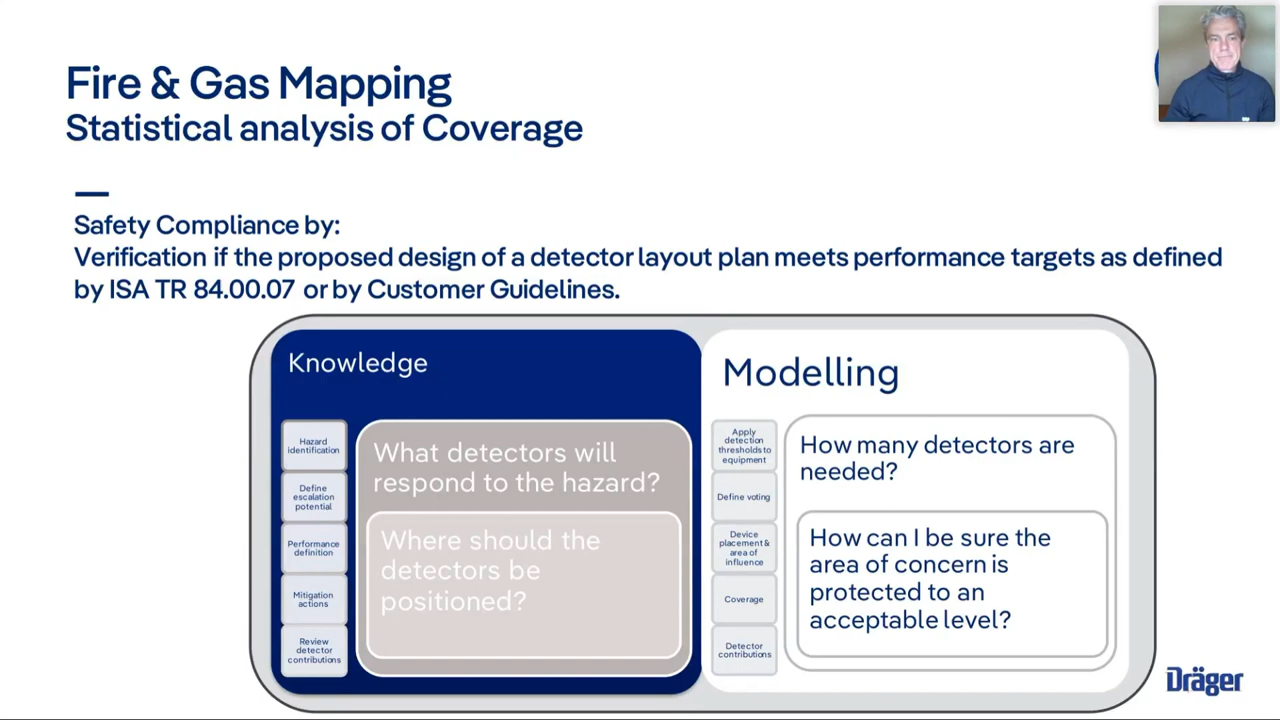 Fire & Gas Mapping
Statistical analysis of Coverage
Safety Compliance by:
Verification if the proposed design of a detector layout plan meets performance targets as defined
by ISA TR 84.00.07 or by Customer Guidelines.
Knowledge
Hazard
identification
Define
escalation
potential
Performance
definition
Mitigation
actions
Review
detector
contributions
What detectors will
respond to the hazard?
Where should the
detectors be
positioned?
Modelling
Apply
detection
thresholds to
equipment
Define voting
Device
placement &
area of
influence
Coverage
Detector
contributions
How many detectors are
needed?
How can I be sure the
area of concern is
protected to an
acceptable level?
Dräger